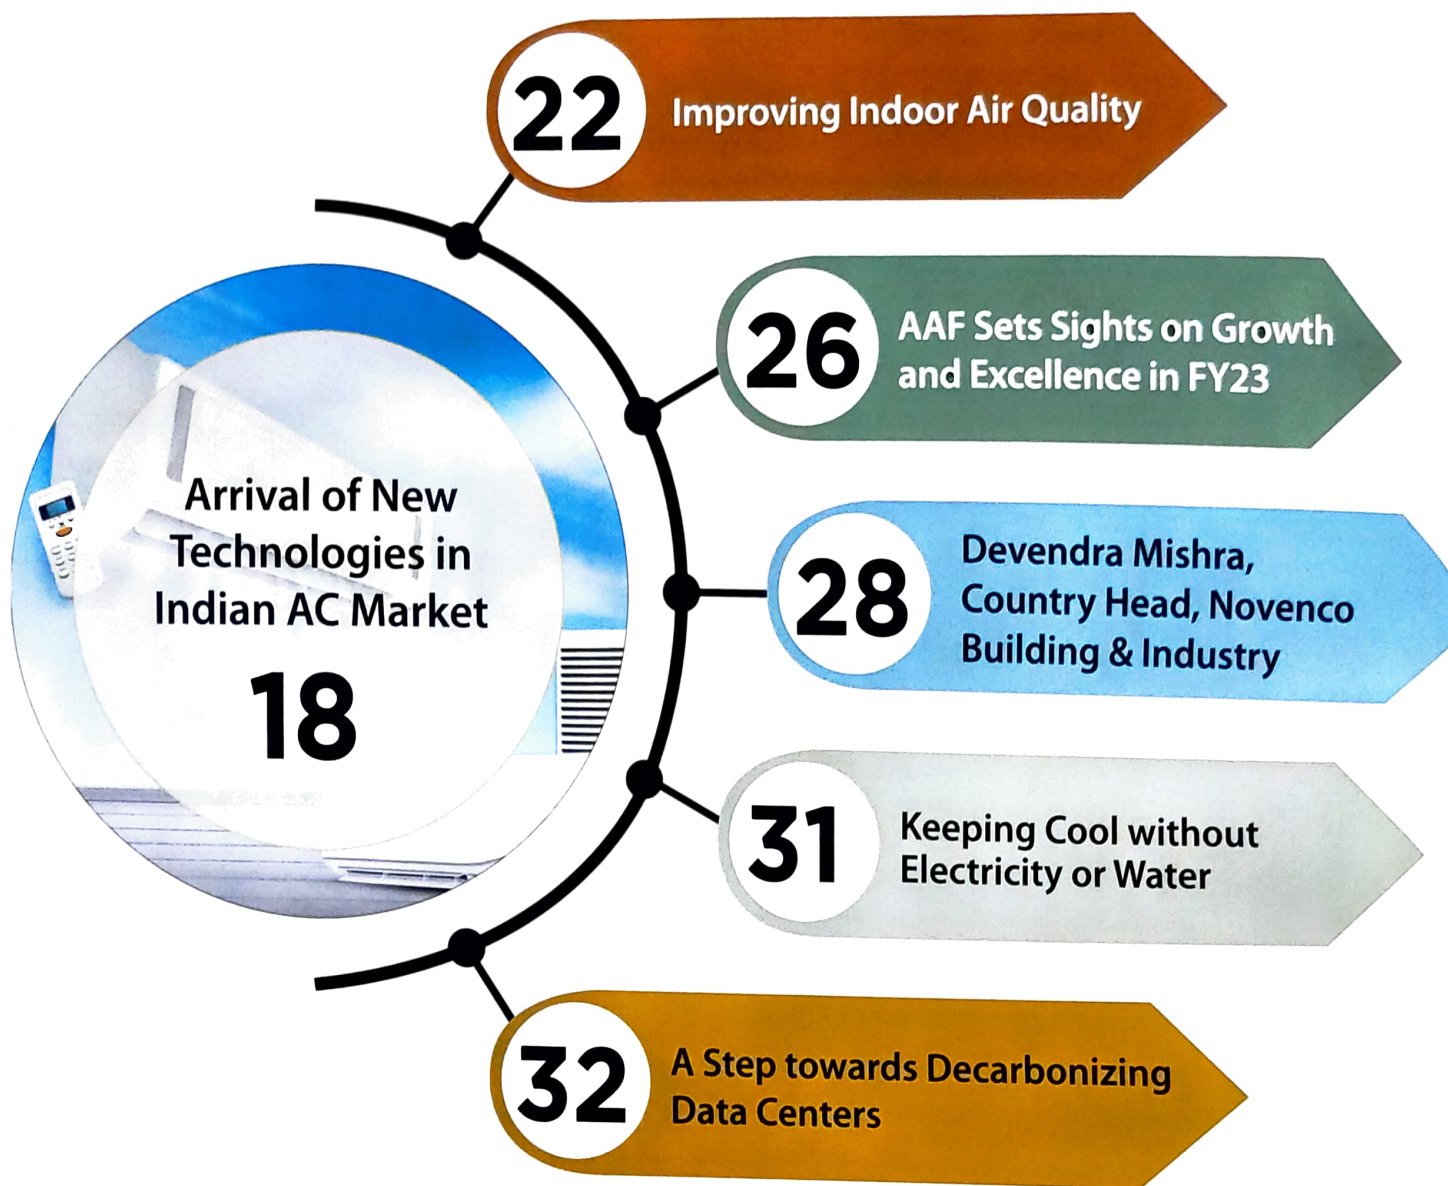 22
Improving Indoor Air Quality
26
AAF Sets Sights on Growth
and Excellence in FY23
Arrival of New
Technologies in
Indian AC Market
18
28
Devendra Mishra,
Country Head, Novenco
Building & Industry
31
Keeping Cool without
Electricity or Water
32
A Step towards Decarbonizing
Data Centers